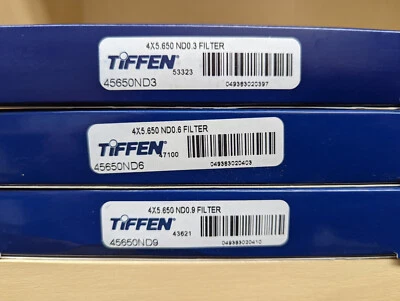 4X5.650 ND0.3 FILTER
TIFFEN
53323
45650ND3
049383020397
4X5.650 ND0.6 FILTER
TIFFEN
47100
45650ND6
049383020403
4X5.650 ND0.9 FILTER
TIFFEN
43621
45650ND9
049383020410